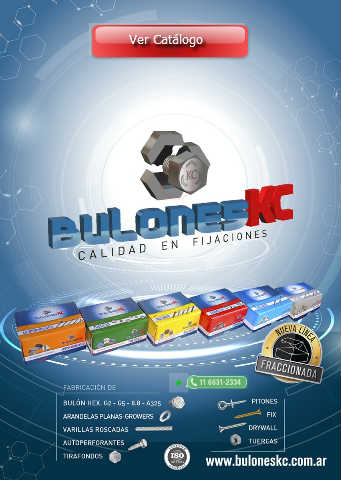 Ver Catálogo
KC
BULONESKC
CALIDAD EN FIJACIONES
NUEVA LINEA
FRACCIONADA
FABRICACIÓN DE
11 6631-2334
BULÓN HEX. G2 - G5 - 8.8 - A325
ARANDELAS PLANAS-GROWERS
VARILLAS ROSCADAS
AUTOPERFORANTES
TIRAFONDOS
PITONES
FIX
DRYWALL
TUERCAS
ISO
www.buloneskc.com.ar